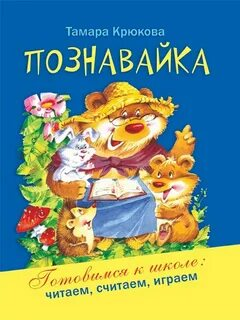 Тамара Крюкова
ПОЗНАВАЙКА
Готовимся к школе:
читаем, считаем, играем